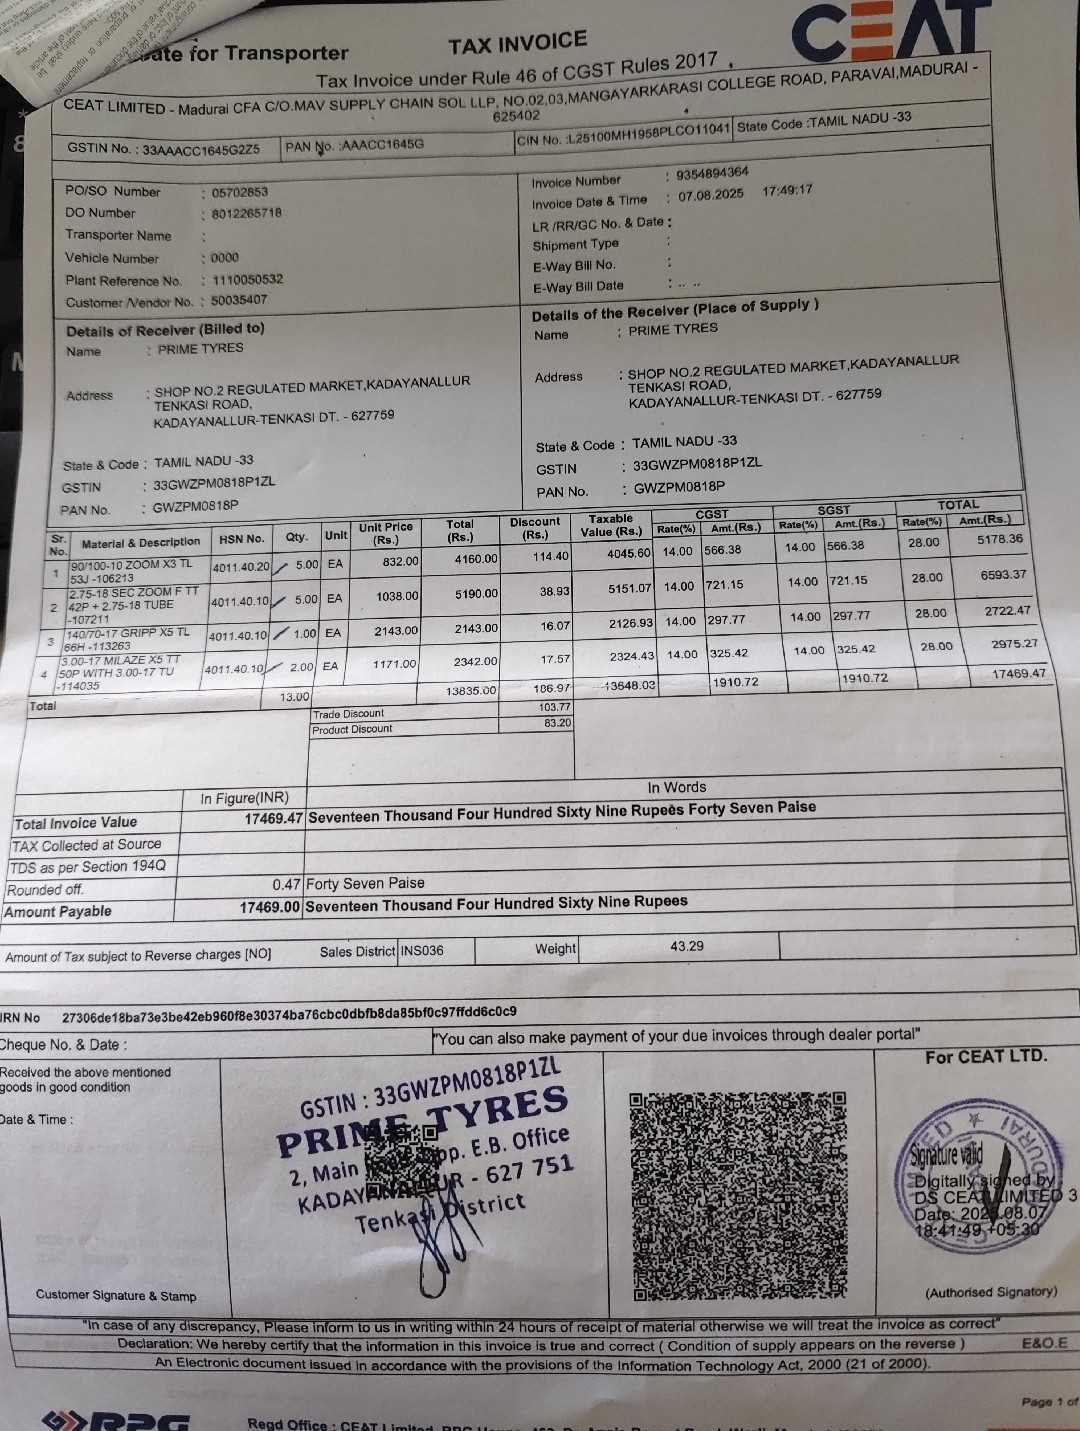 CEAT
ate for Transporter
TAX INVOICE
Tax Invoice under Rule 46 of CGST Rules 2017
CEAT LIMITED - Madurai CFA C/O.MAV SUPPLY CHAIN SOL LLP, NO.02,03,MANGAYARKARASI COLLEGE ROAD, PARAVAI,MADURAI -
625402
GSTIN No. : 33AAACC1645G2Z5 PAN No. :AAACC1645G CIN No. :L25100MH1958PLCO11041 State Code :TAMIL NADU -33
PO/SO Number : 05702853
DO Number : 8012265718
Transporter Name :
Vehicle Number : 0000
Plant Reference No. : 1110050532
Customer /Vendor No. : 50035407
Invoice Number : 9354894364
Invoice Date & Time : 07.08.2025 17:49:17
LR /RR/GC No. & Date :
Shipment Type :
E-Way Bill No. :
E-Way Bill Date : .. ..
Details of Receiver (Billed to)
Name : PRIME TYRES
Address : SHOP NO.2 REGULATED MARKET,KADAYANALLUR
TENKASI ROAD,
KADAYANALLUR-TENKASI DT. - 627759
State & Code : TAMIL NADU -33
GSTIN : 33GWZPM0818P1ZL
PAN No. : GWZPM0818P
Details of the Receiver (Place of Supply )
Name : PRIME TYRES
Address : SHOP NO.2 REGULATED MARKET,KADAYANALLUR
TENKASI ROAD,
KADAYANALLUR-TENKASI DT. - 627759
State & Code : TAMIL NADU -33
GSTIN : 33GWZPM0818P1ZL
PAN No. : GWZPM0818P
Sr. No. Material & Description HSN No. Qty. Unit Unit Price (Rs.) Total (Rs.) Discount (Rs.) Taxable Value (Rs.) CGST Rate(%) Amt.(Rs.) SGST Rate(%) Amt.(Rs.) TOTAL Rate(%) Amt.(Rs.)
1 90/100-10 ZOOM X3 TL 4011.40.20 5.00 EA 832.00 4160.00 114.40 4045.60 14.00 566.38 14.00 566.38 28.00 5178.36
53J -106213
2 2.75-18 SEC ZOOM F TT 4011.40.10 5.00 EA 1038.00 5190.00 38.93 5151.07 14.00 721.15 14.00 721.15 28.00 6593.37
42P + 2.75-18 TUBE
-107211
3 140/70-17 GRIPP X5 TL 4011.40.10 1.00 EA 2143.00 2143.00 16.07 2126.93 14.00 297.77 14.00 297.77 28.00 2722.47
66H -113263
4 3.00-17 MILAZE X5 TT 4011.40.10 2.00 EA 1171.00 2342.00 17.57 2324.43 14.00 325.42 14.00 325.42 28.00 2975.27
50P WITH 3.00-17 TU
-114035
Total 13.00 13835.00 186.97 13648.03 1910.72 1910.72 17469.47
Trade Discount 103.77
Product Discount 83.20
In Figure(INR) In Words
Total Invoice Value 17469.47 Seventeen Thousand Four Hundred Sixty Nine Rupees Forty Seven Paise
TAX Collected at Source
TDS as per Section 194Q
Rounded off. 0.47 Forty Seven Paise
Amount Payable 17469.00 Seventeen Thousand Four Hundred Sixty Nine Rupees
Amount of Tax subject to Reverse charges [NO] Sales District INS036 Weight 43.29
IRN No 27306de18ba73e3be42eb960f8e30374ba76cbc0dbfb8da85bf0c97ffdd6c0c9
Cheque No. & Date : "You can also make payment of your due invoices through dealer portal"
Received the above mentioned
goods in good condition
Date & Time :
Customer Signature & Stamp
GSTIN : 33GWZPM0818P1ZL
PRIME TYRES
2, Main Opp. E.B. Office
KADAYANALLUR - 627 751
Tenkasi District
For CEAT LTD.
Signature valid
Digitally signed by
DS CEAT LIMITED 3
Date: 2025.08.07
18:41:49 +05:30
(Authorised Signatory)
"In case of any discrepancy, Please inform to us in writing within 24 hours of receipt of material otherwise we will treat the invoice as correct"
Declaration: We hereby certify that the information in this invoice is true and correct ( Condition of supply appears on the reverse ) E&O.E
An Electronic document issued in accordance with the provisions of the Information Technology Act, 2000 (21 of 2000).
Page 1 of
RPG
Regd Office : CEAT Limited,